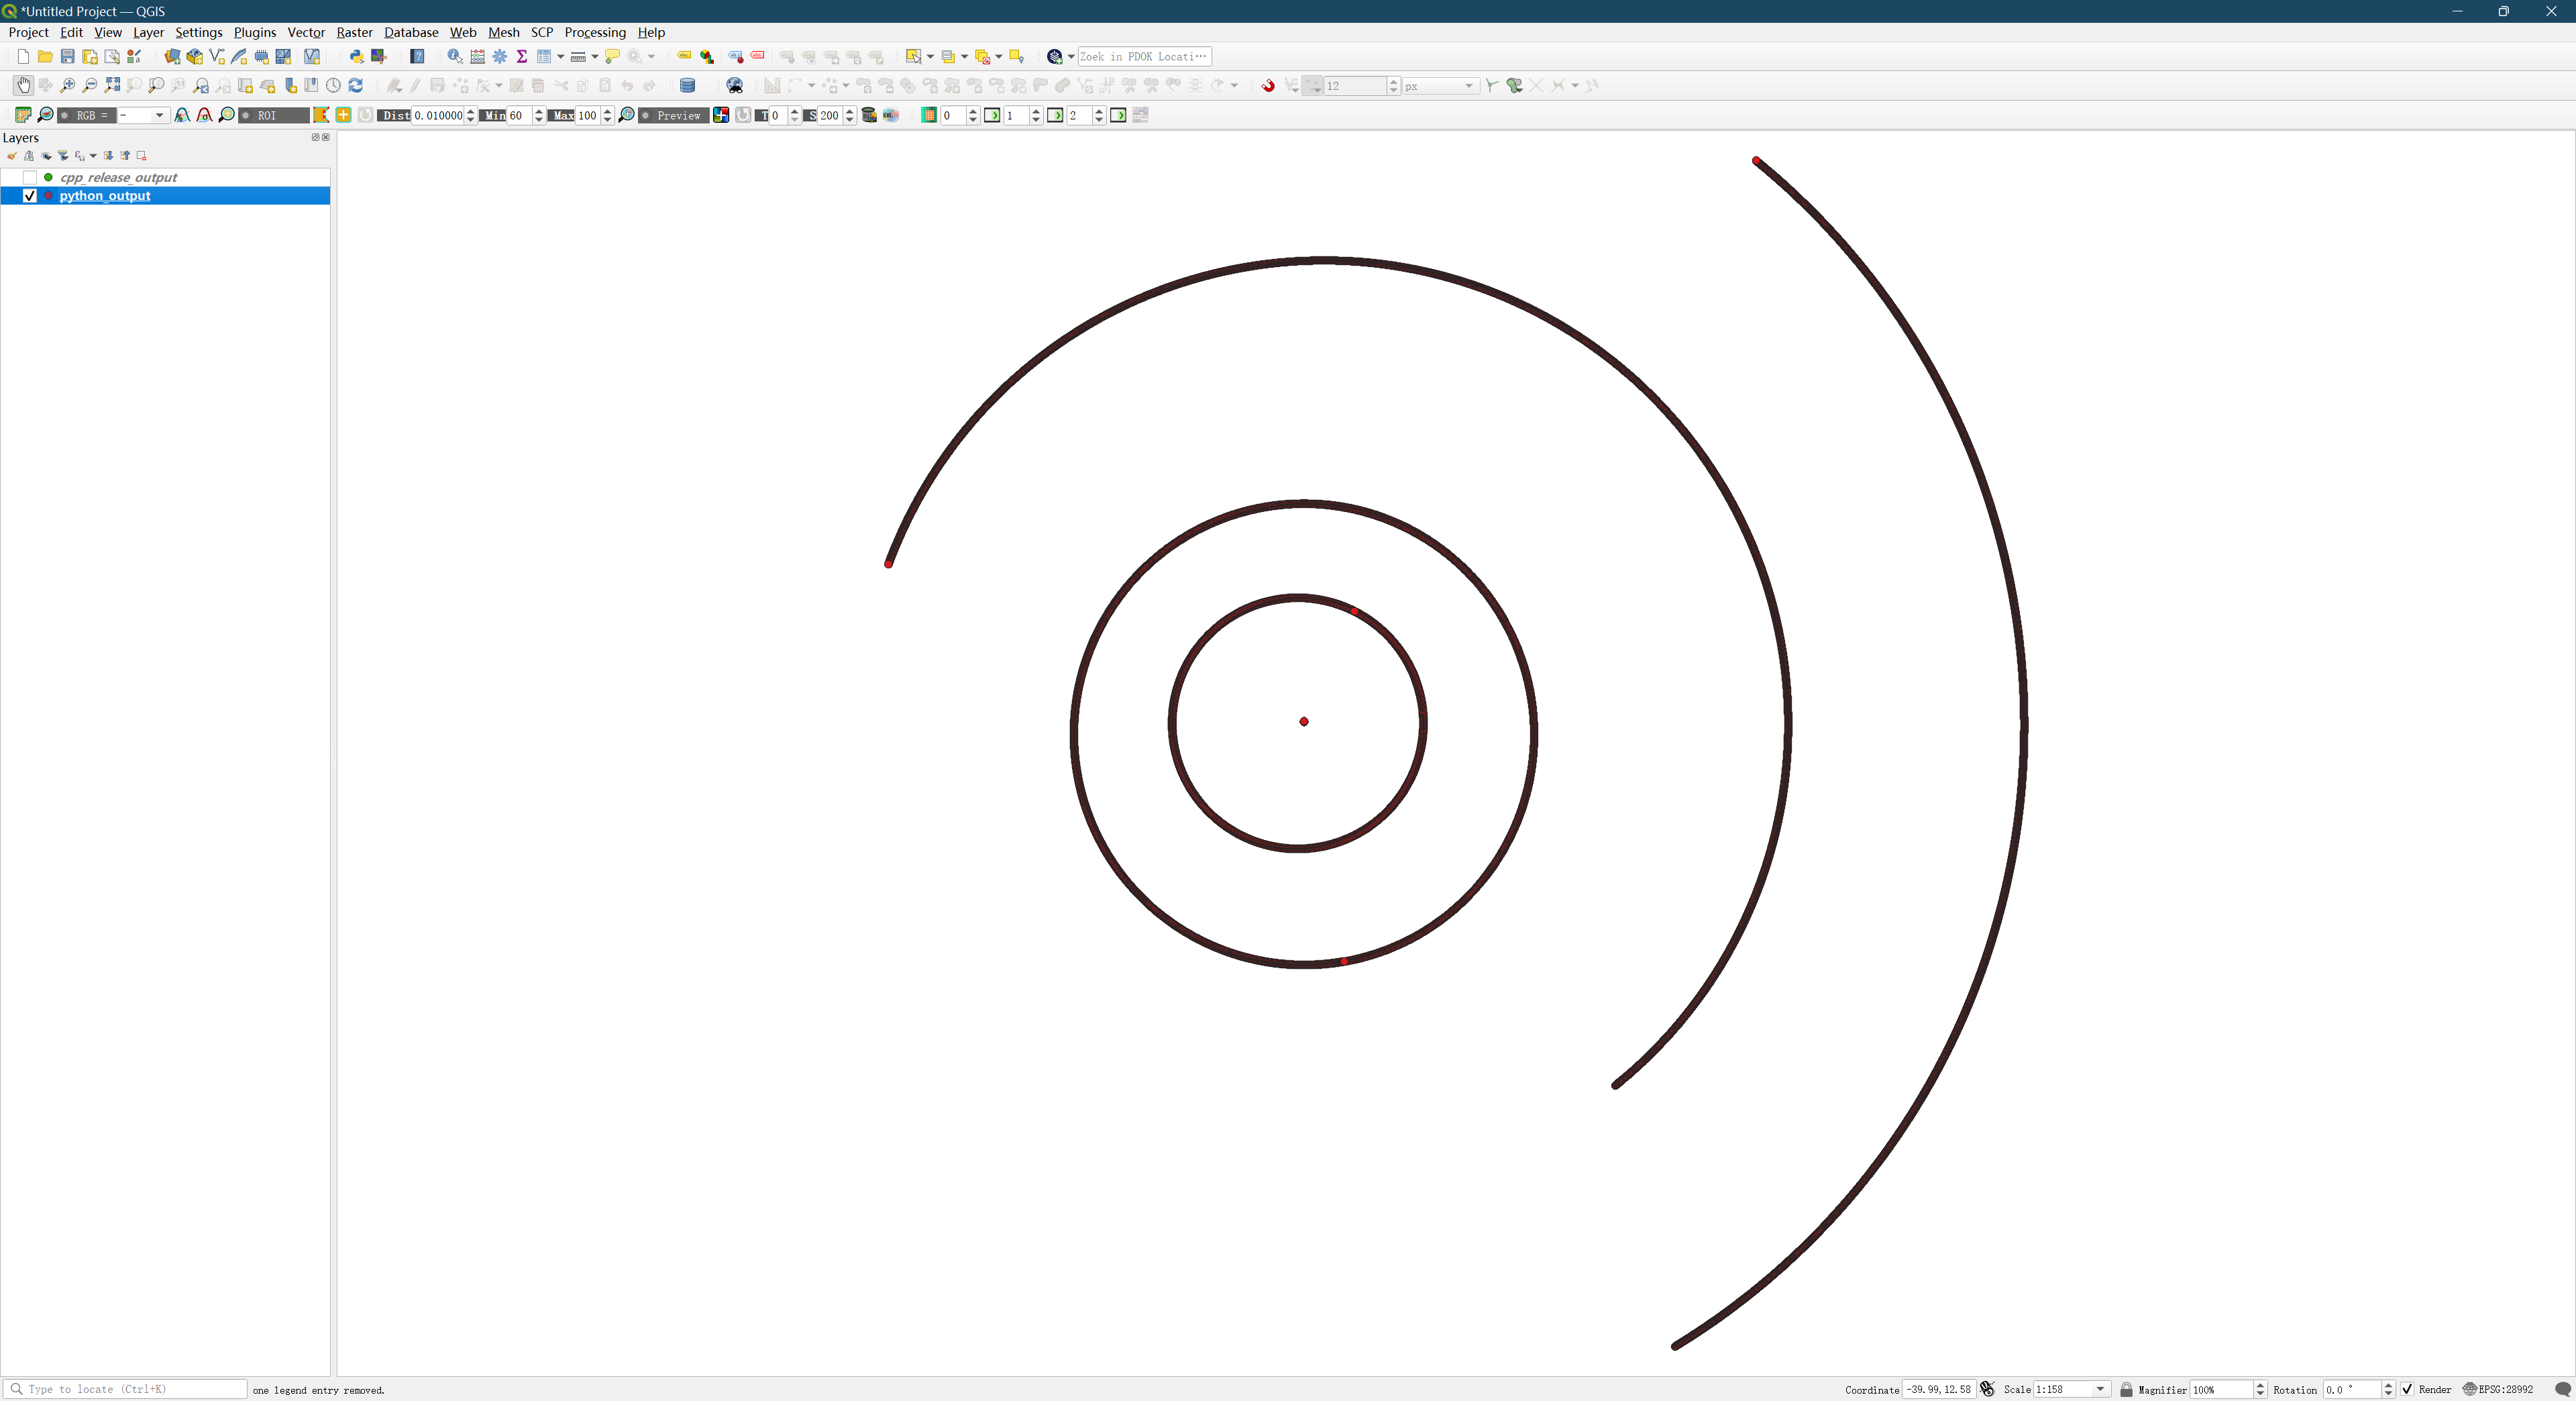 *Untitled Project — QGIS
Project Edit View Layer Settings Plugins Vector Raster Database Web Mesh SCP Processing Help
Zoek in PDOK Locati···
12 px
RGB = - ROI Dist 0.010000 Min 60 Max 100 Preview T 0 S 200 0 1 2
Layers
cpp_release_output
python_output
Type to locate (Ctrl+K) one legend entry removed. Coordinate -39.99,12.58 Scale 1:158 Magnifier 100% Rotation 0.0 ° Render EPSG:28992